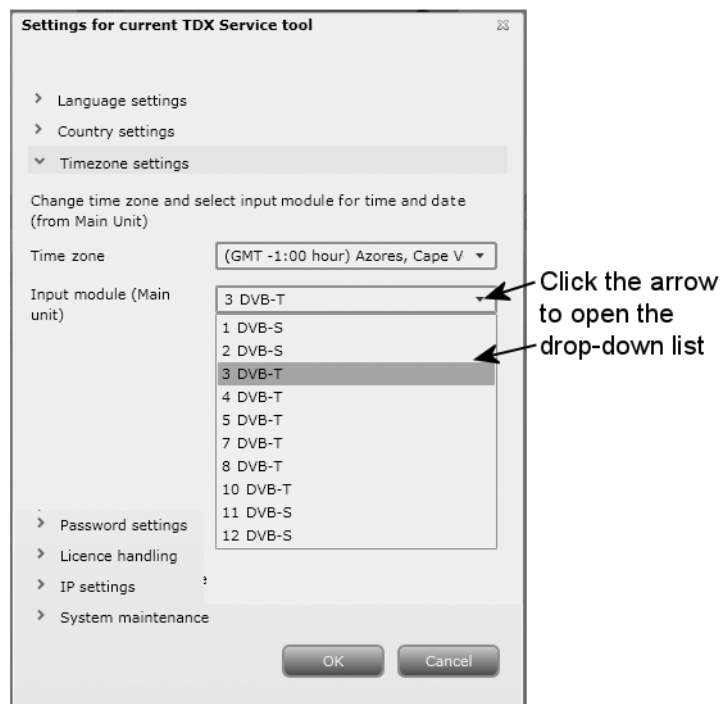 Settings for current TDX Service tool
Language settings
Country settings
Timezone settings
Change time zone and select input module for time and date
(from Main Unit)
Time zone
(GMT -1:00 hour) Azores, Cape V
Input module (Main
unit)
3 DVB-T
1 DVB-S
2 DVB-S
3 DVB-T
4 DVB-T
5 DVB-T
7 DVB-T
8 DVB-T
10 DVB-T
11 DVB-S
12 DVB-S
Click the arrow
to open the
drop-down list
Password settings
Licence handling
IP settings
System maintenance
OK
Cancel